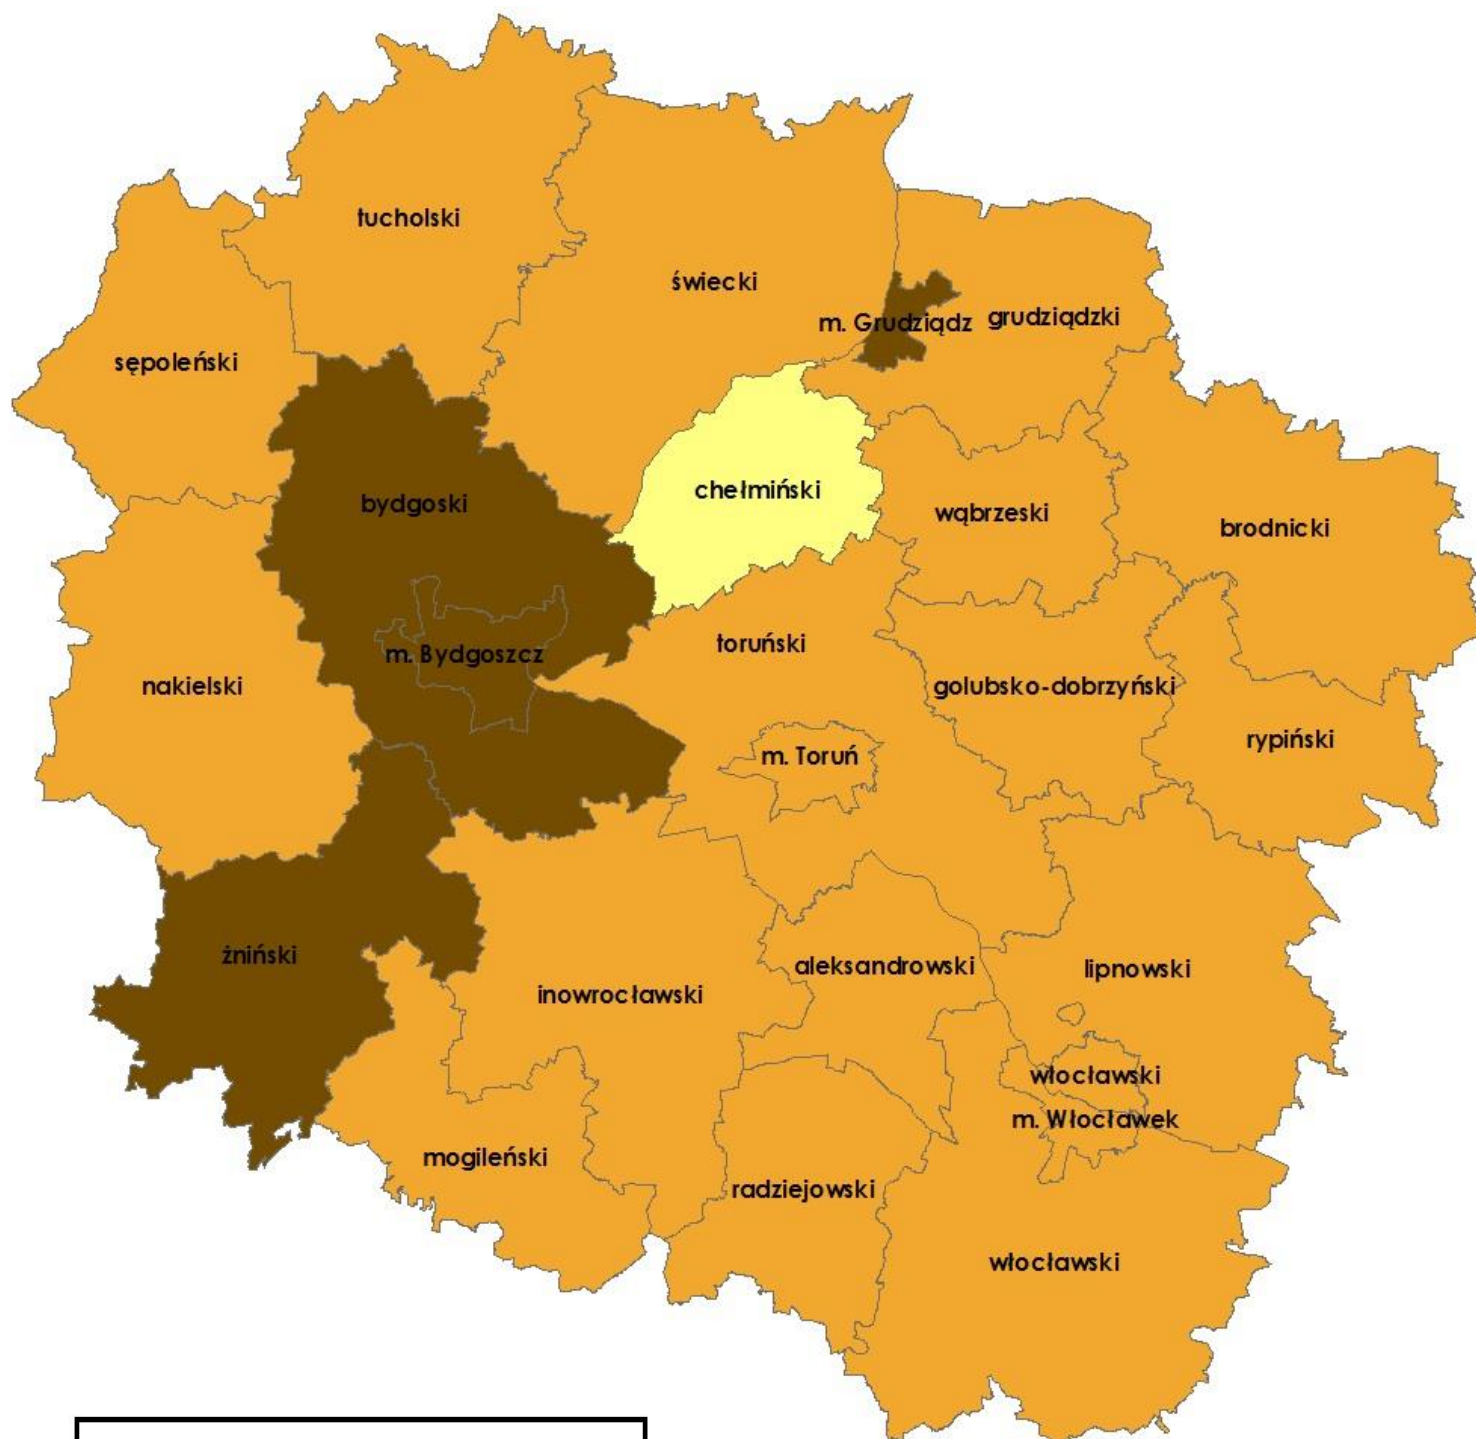 tucholski
świecki
m. Grudziądz
grudziądzki
sępoleński
chełmiński
bydgoski
wąbrzeski
brodnicki
toruński
m. Bydgoszcz
nakielski
golubsko-dobrzyński
rypiński
m. Toruń
żniński
aleksandrowski
lipnowski
inowrocławski
włocławski
m. Włocławek
mogileński
radziejowski
włocławski